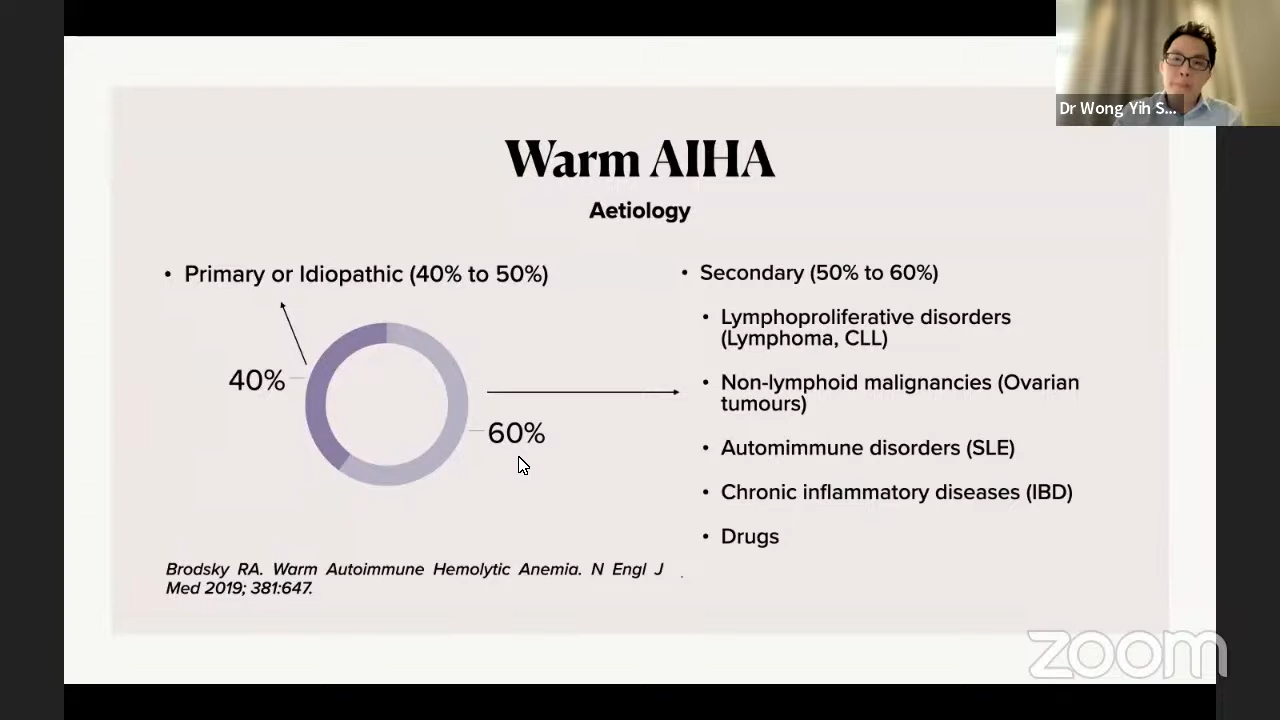 Dr Wong Yih S...
Warm AIHA
Aetiology
• Primary or Idiopathic (40% to 50%)
40%
60%
• Secondary (50% to 60%)
• Lymphoproliferative disorders
(Lymphoma, CLL)
• Non-lymphoid malignancies (Ovarian
tumours)
• Automimmune disorders (SLE)
• Chronic inflammatory diseases (IBD)
• Drugs
Brodsky RA. Warm Autoimmune Hemolytic Anemia. N Engl J
Med 2019; 381:647.
zoom